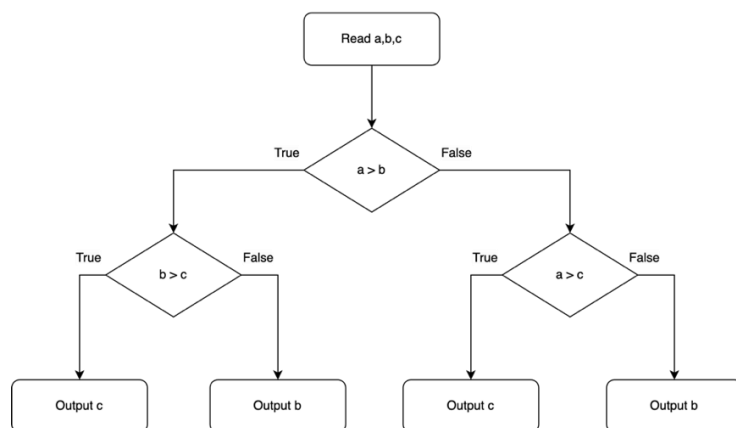 Read a,b,c
True
False
a > b
True
False
True
False
b > c
a > c
Output c
Output b
Output c
Output b